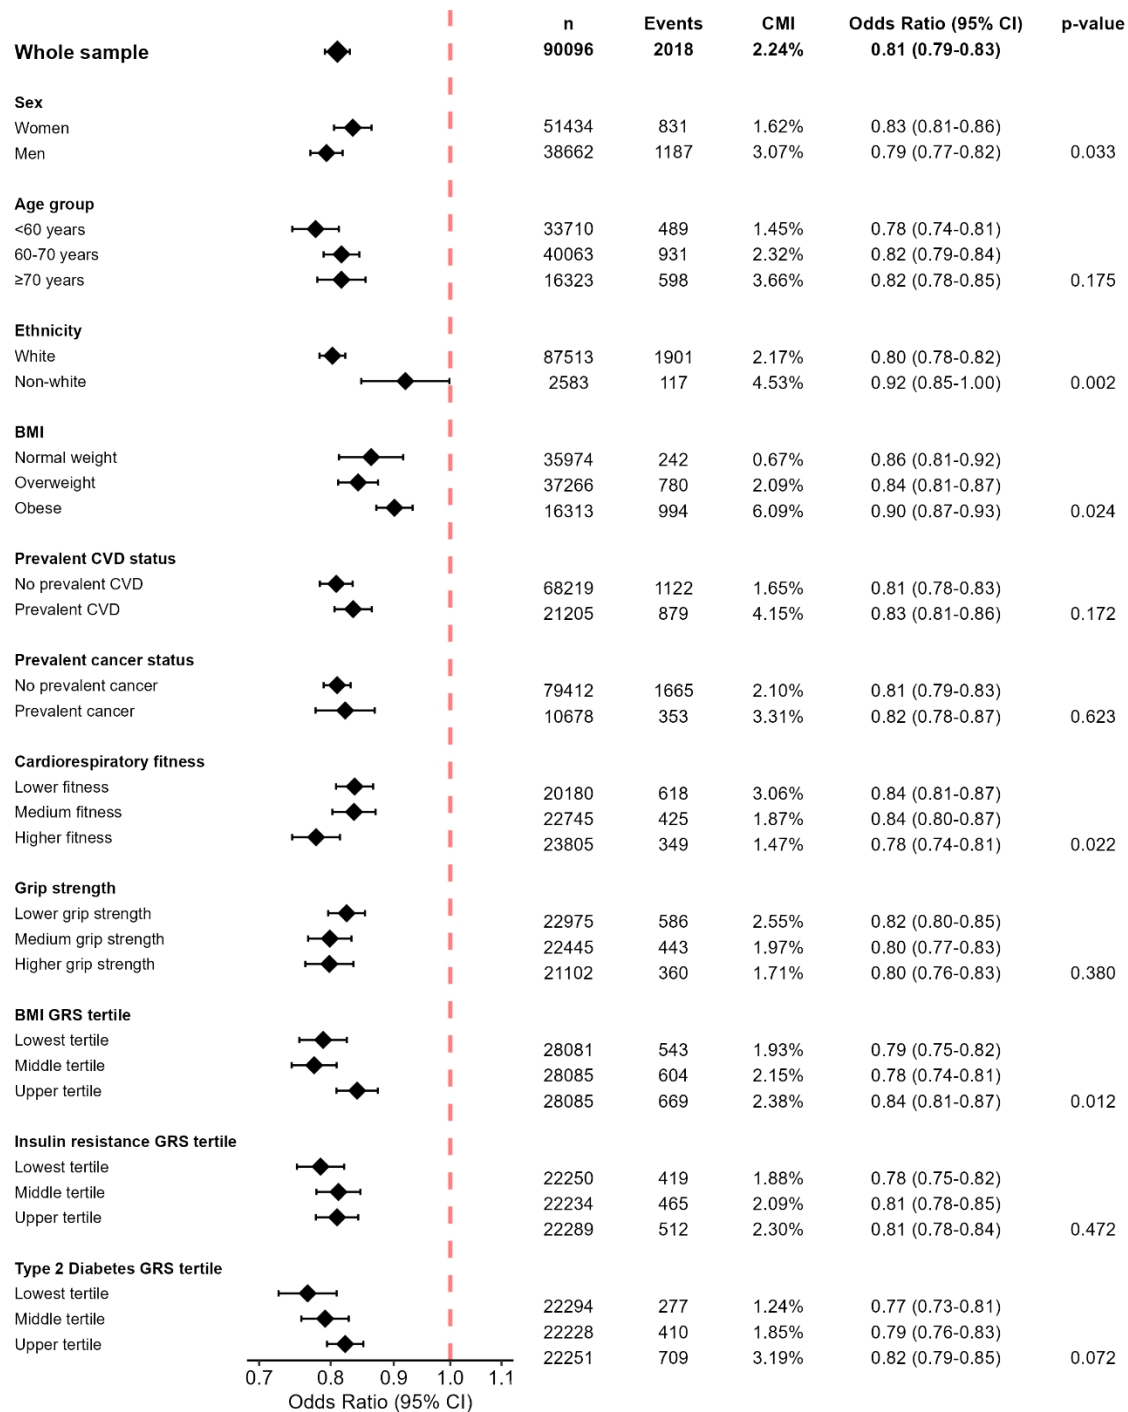 n Events CMI Odds Ratio (95% CI) p-value
Whole sample 90096 2018 2.24% 0.81 (0.79-0.83)
Sex
Women 51434 831 1.62% 0.83 (0.81-0.86)
Men 38662 1187 3.07% 0.79 (0.77-0.82) 0.033
Age group
<60 years 33710 489 1.45% 0.78 (0.74-0.81)
60-70 years 40063 931 2.32% 0.82 (0.79-0.84)
≥70 years 16323 598 3.66% 0.82 (0.78-0.85) 0.175
Ethnicity
White 87513 1901 2.17% 0.80 (0.78-0.82)
Non-white 2583 117 4.53% 0.92 (0.85-1.00) 0.002
BMI
Normal weight 35974 242 0.67% 0.86 (0.81-0.92)
Overweight 37266 780 2.09% 0.84 (0.81-0.87)
Obese 16313 994 6.09% 0.90 (0.87-0.93) 0.024
Prevalent CVD status
No prevalent CVD 68219 1122 1.65% 0.81 (0.78-0.83)
Prevalent CVD 21205 879 4.15% 0.83 (0.81-0.86) 0.172
Prevalent cancer status
No prevalent cancer 79412 1665 2.10% 0.81 (0.79-0.83)
Prevalent cancer 10678 353 3.31% 0.82 (0.78-0.87) 0.623
Cardiorespiratory fitness
Lower fitness 20180 618 3.06% 0.84 (0.81-0.87)
Medium fitness 22745 425 1.87% 0.84 (0.80-0.87)
Higher fitness 23805 349 1.47% 0.78 (0.74-0.81) 0.022
Grip strength
Lower grip strength 22975 586 2.55% 0.82 (0.80-0.85)
Medium grip strength 22445 443 1.97% 0.80 (0.77-0.83)
Higher grip strength 21102 360 1.71% 0.80 (0.76-0.83) 0.380
BMI GRS tertile
Lowest tertile 28081 543 1.93% 0.79 (0.75-0.82)
Middle tertile 28085 604 2.15% 0.78 (0.74-0.81)
Upper tertile 28085 669 2.38% 0.84 (0.81-0.87) 0.012
Insulin resistance GRS tertile
Lowest tertile 22250 419 1.88% 0.78 (0.75-0.82)
Middle tertile 22234 465 2.09% 0.81 (0.78-0.85)
Upper tertile 22289 512 2.30% 0.81 (0.78-0.84) 0.472
Type 2 Diabetes GRS tertile
Lowest tertile 22294 277 1.24% 0.77 (0.73-0.81)
Middle tertile 22228 410 1.85% 0.79 (0.76-0.83)
Upper tertile 22251 709 3.19% 0.82 (0.79-0.85) 0.072
0.7 0.8 0.9 1.0 1.1
Odds Ratio (95% CI)